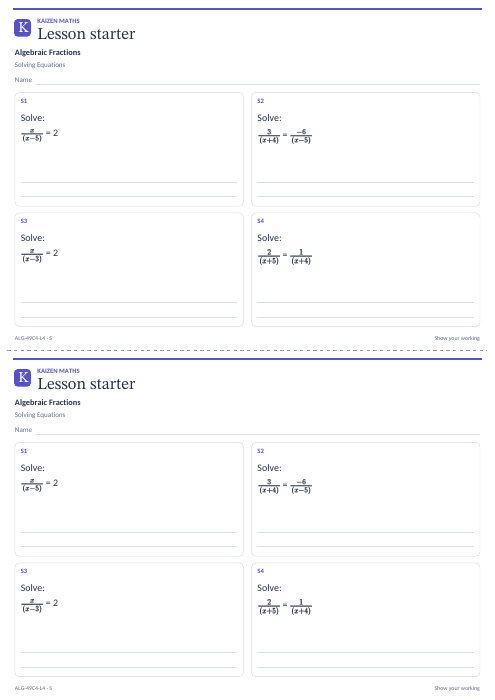 K
KAIZEN MATHS
Lesson starter
Algebraic Fractions
Solving Equations
Name
S1
Solve:
x/(x−5) = 2
S2
Solve:
3/(x+4) = −6/(x−5)
S3
Solve:
x/(x−3) = 2
S4
Solve:
2/(x+5) = 1/(x+4)
ALG-49C4-L4 - S
Show your working
K
KAIZEN MATHS
Lesson starter
Algebraic Fractions
Solving Equations
Name
S1
Solve:
x/(x−5) = 2
S2
Solve:
3/(x+4) = −6/(x−5)
S3
Solve:
x/(x−3) = 2
S4
Solve:
2/(x+5) = 1/(x+4)
ALG-49C4-L4 - S
Show your working